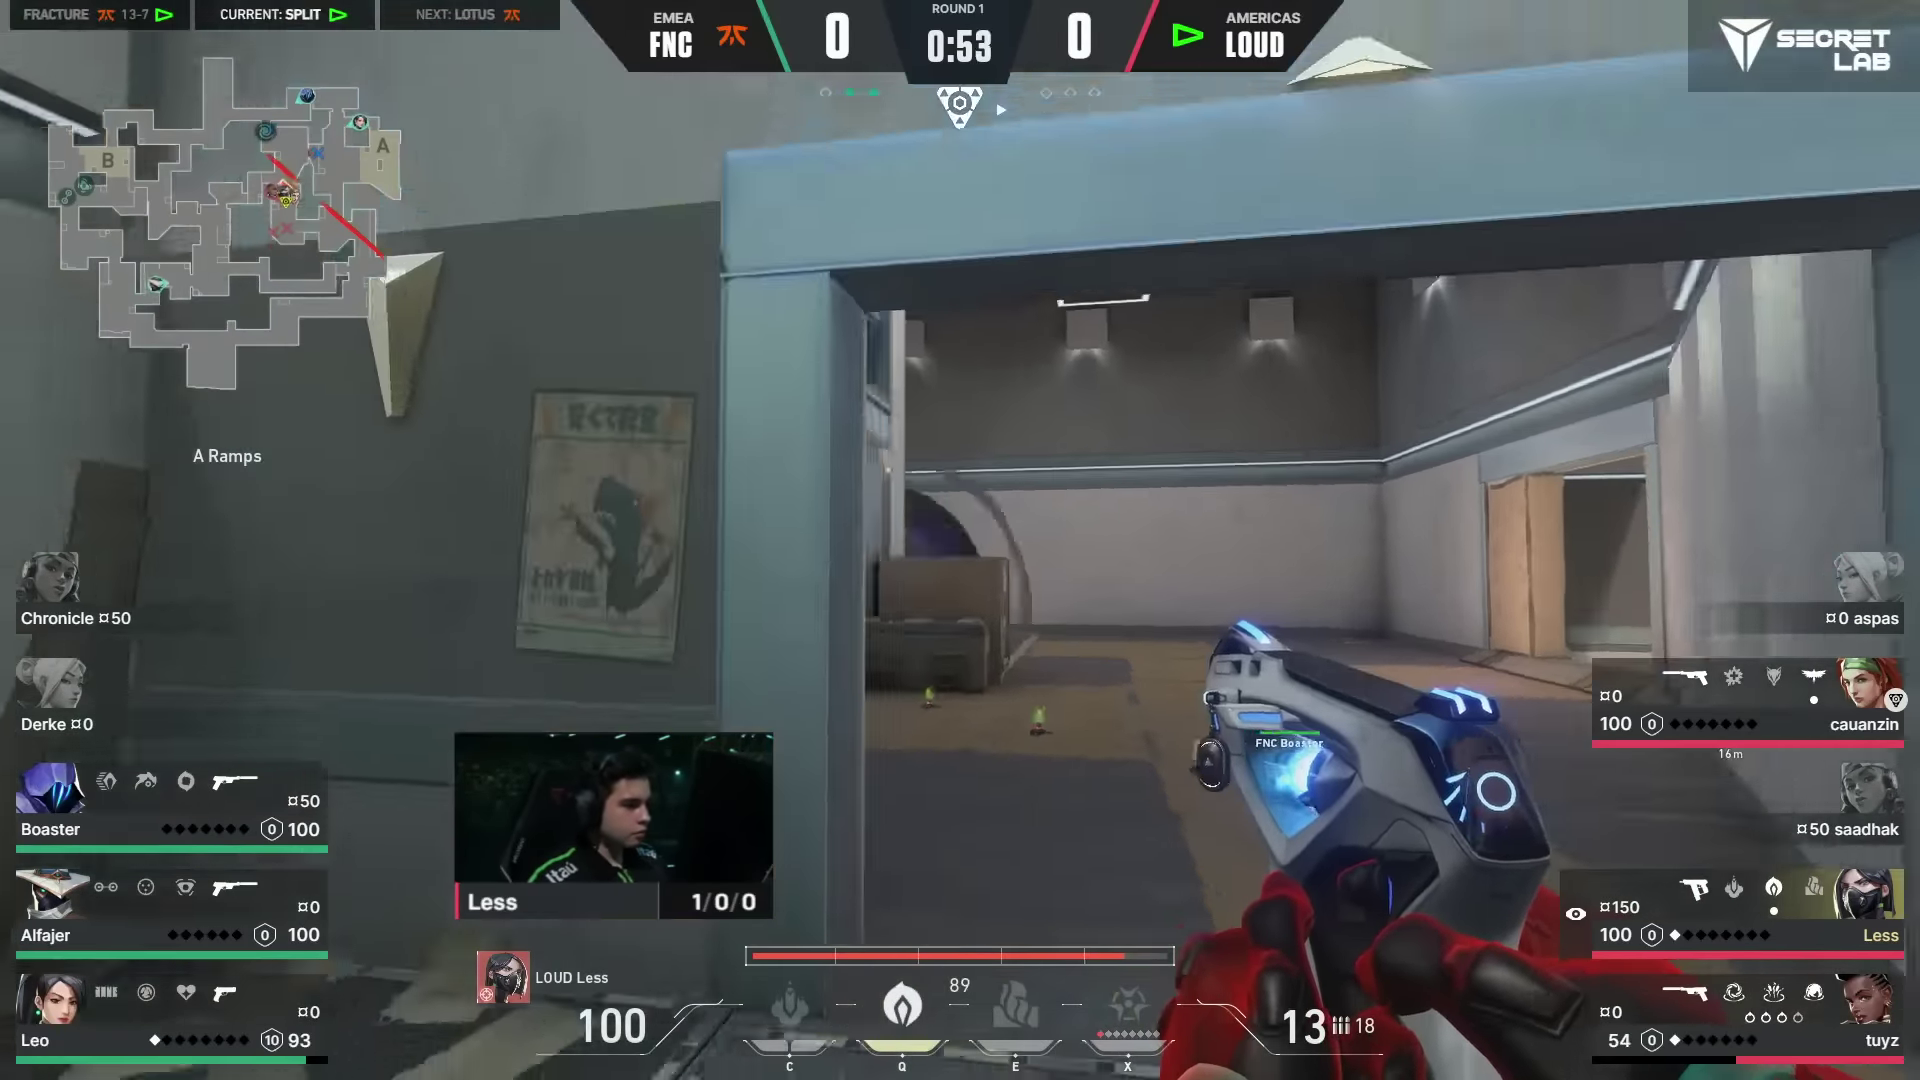 FRACTURE 13-7
CURRENT: SPLIT
NEXT: LOTUS
EMEA
FNC
0
ROUND 1
0:53
0
AMERICAS
LOUD
SECRET
LAB
B
A
A Ramps
Chronicle ¤50
Derke ¤0
¤50
Boaster
0 100
¤0
Alfajer
0 100
¤0
Leo
10 93
Itaú
Less 1/0/0
LOUD Less
100
89
C
Q
E
X
13
18
FNC Boaster
¤0 aspas
¤0
100 0
cauanzin
16m
¤50 saadhak
¤150
100 0
Less
¤0
54 0
tuyz